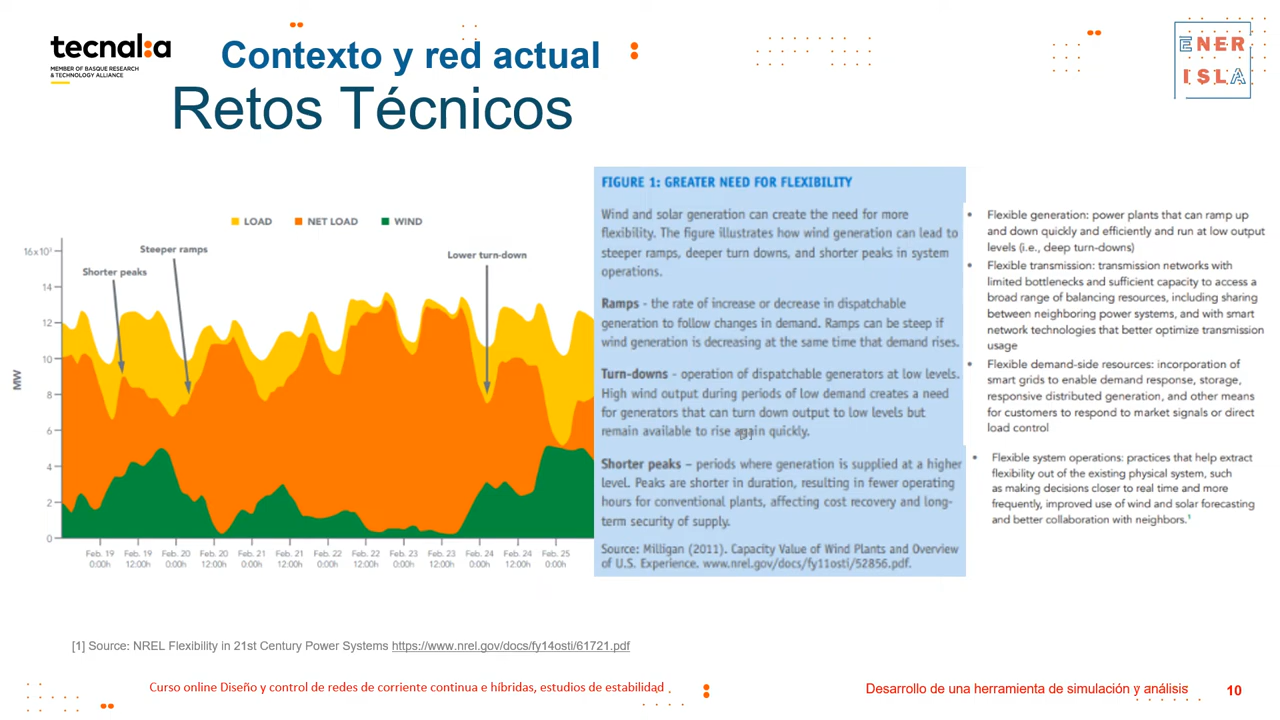 tecnalia
MEMBER OF BASQUE RESEARCH
& TECHNOLOGY ALLIANCE
Contexto y red actual
Retos Técnicos
ENER
ISLA
LOAD NET LOAD WIND
Shorter peaks
Steeper ramps
Lower turn-down
MW
16x10³
14
12
10
8
6
4
2
0
Feb. 19 Feb. 19 Feb. 20 Feb. 20 Feb. 21 Feb. 21 Feb. 22 Feb. 22 Feb. 23 Feb. 23 Feb. 24 Feb. 24 Feb. 25
0:00h 12:00h 0:00h 12:00h 0:00h 12:00h 0:00h 12:00h 0:00h 12:00h 0:00h 12:00h 0:00h
FIGURE 1: GREATER NEED FOR FLEXIBILITY
Wind and solar generation can create the need for more
flexibility. The figure illustrates how wind generation can lead to
steeper ramps, deeper turn downs, and shorter peaks in system
operations.
Ramps - the rate of increase or decrease in dispatchable
generation to follow changes in demand. Ramps can be steep if
wind generation is decreasing at the same time that demand rises.
Turn-downs - operation of dispatchable generators at low levels.
High wind output during periods of low demand creates a need
for generators that can turn down output to low levels but
remain available to rise again quickly.
[1]
Shorter peaks – periods where generation is supplied at a higher
level. Peaks are shorter in duration, resulting in fewer operating
hours for conventional plants, affecting cost recovery and long-
term security of supply.
Source: Milligan (2011). Capacity Value of Wind Plants and Overview
of U.S. Experience. www.nrel.gov/docs/fy11osti/52856.pdf.
• Flexible generation: power plants that can ramp up
and down quickly and efficiently and run at low output
levels (i.e., deep turn-downs)
• Flexible transmission: transmission networks with
limited bottlenecks and sufficient capacity to access a
broad range of balancing resources, including sharing
between neighboring power systems, and with smart
network technologies that better optimize transmission
usage
• Flexible demand-side resources: incorporation of
smart grids to enable demand response, storage,
responsive distributed generation, and other means
for customers to respond to market signals or direct
load control
• Flexible system operations: practices that help extract
flexibility out of the existing physical system, such
as making decisions closer to real time and more
frequently, improved use of wind and solar forecasting
and better collaboration with neighbors.¹
[1] Source: NREL Flexibility in 21st Century Power Systems https://www.nrel.gov/docs/fy14osti/61721.pdf
Curso online Diseño y control de redes de corriente continua e híbridas, estudios de estabilidad
Desarrollo de una herramienta de simulación y análisis
10